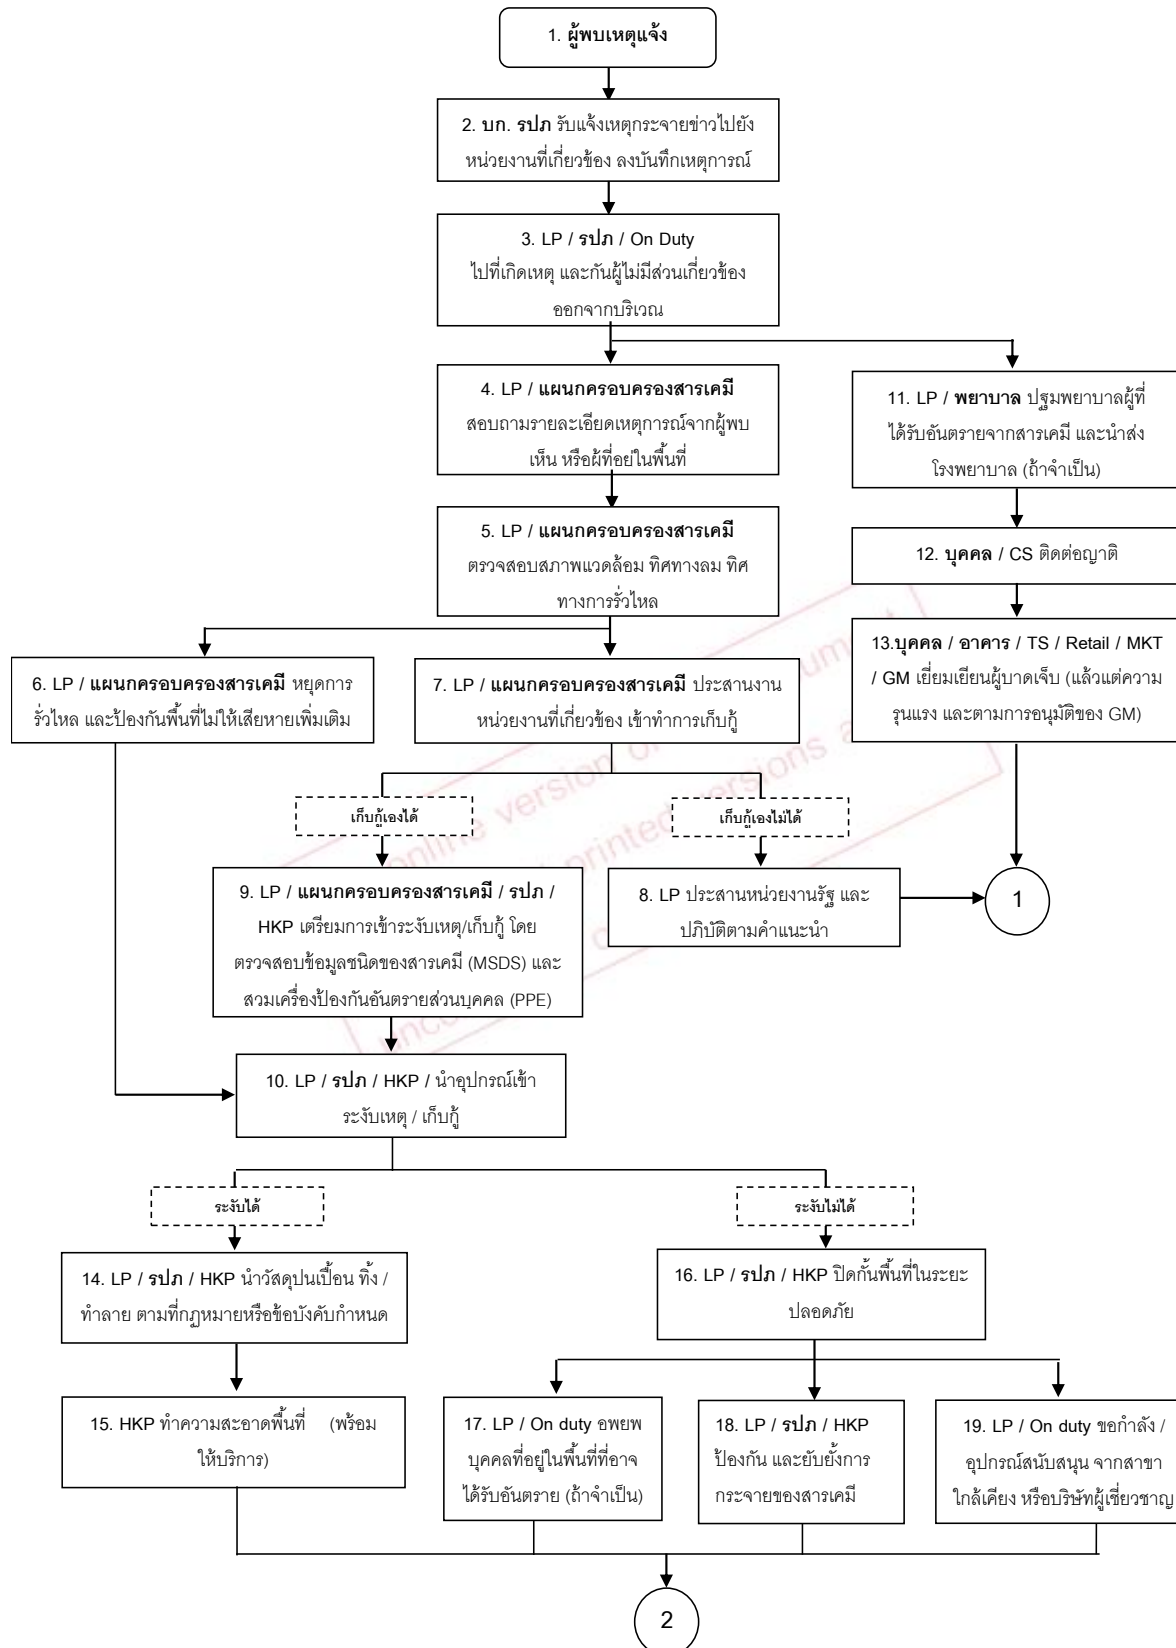 1. ผู้พบเหตุแจ้ง
2. บก. รปภ รับแจ้งเหตุกระจายข่าวไปยัง
หน่วยงานที่เกี่ยวข้อง ลงบันทึกเหตุการณ์
3. LP / รปภ / On Duty
ไปที่เกิดเหตุ และกันผู้ไม่มีส่วนเกี่ยวข้อง
ออกจากบริเวณ
4. LP / แผนกครอบครองสารเคมี
สอบถามรายละเอียดเหตุการณ์จากผู้พบ
เห็น หรือผู้ที่อยู่ในพื้นที่
11. LP / พยาบาล ปฐมพยาบาลผู้ที่
ได้รับอันตรายจากสารเคมี และนำส่ง
โรงพยาบาล (ถ้าจำเป็น)
5. LP / แผนกครอบครองสารเคมี
ตรวจสอบสภาพแวดล้อม ทิศทางลม ทิศ
ทางการรั่วไหล
12. บุคคล / CS ติดต่อญาติ
13.บุคคล / อาคาร / TS / Retail / MKT
/ GM เยี่ยมเยียนผู้บาดเจ็บ (แล้วแต่ความ
รุนแรง และตามการอนุมัติของ GM)
6. LP / แผนกครอบครองสารเคมี หยุดการ
รั่วไหล และป้องกันพื้นที่ไม่ให้เสียหายเพิ่มเติม
7. LP / แผนกครอบครองสารเคมี ประสานงาน
หน่วยงานที่เกี่ยวข้อง เข้าทำการเก็บกู้
เก็บกู้เองได้
เก็บกู้เองไม่ได้
9. LP / แผนกครอบครองสารเคมี / รปภ /
HKP เตรียมการเข้าระงับเหตุ/เก็บกู้ โดย
ตรวจสอบข้อมูลชนิดของสารเคมี (MSDS) และ
สวมเครื่องป้องกันอันตรายส่วนบุคคล (PPE)
8. LP ประสานหน่วยงานรัฐ และ
ปฏิบัติตามคำแนะนำ
1
10. LP / รปภ / HKP / นำอุปกรณ์เข้า
ระงับเหตุ / เก็บกู้
ระงับได้
ระงับไม่ได้
14. LP / รปภ / HKP นำวัสดุปนเปื้อน ทิ้ง /
ทำลาย ตามที่กฎหมายหรือข้อบังคับกำหนด
16. LP / รปภ / HKP ปิดกั้นพื้นที่ในระยะ
ปลอดภัย
15. HKP ทำความสะอาดพื้นที่ (พร้อม
ให้บริการ)
17. LP / On duty อพยพ
บุคคลที่อยู่ในพื้นที่ที่อาจ
ได้รับอันตราย (ถ้าจำเป็น)
18. LP / รปภ / HKP
ป้องกัน และยับยั้งการ
กระจายของสารเคมี
19. LP / On duty ขอกำลัง /
อุปกรณ์สนับสนุน จากสาขา
ใกล้เคียง หรือบริษัทผู้เชี่ยวชาญ
2